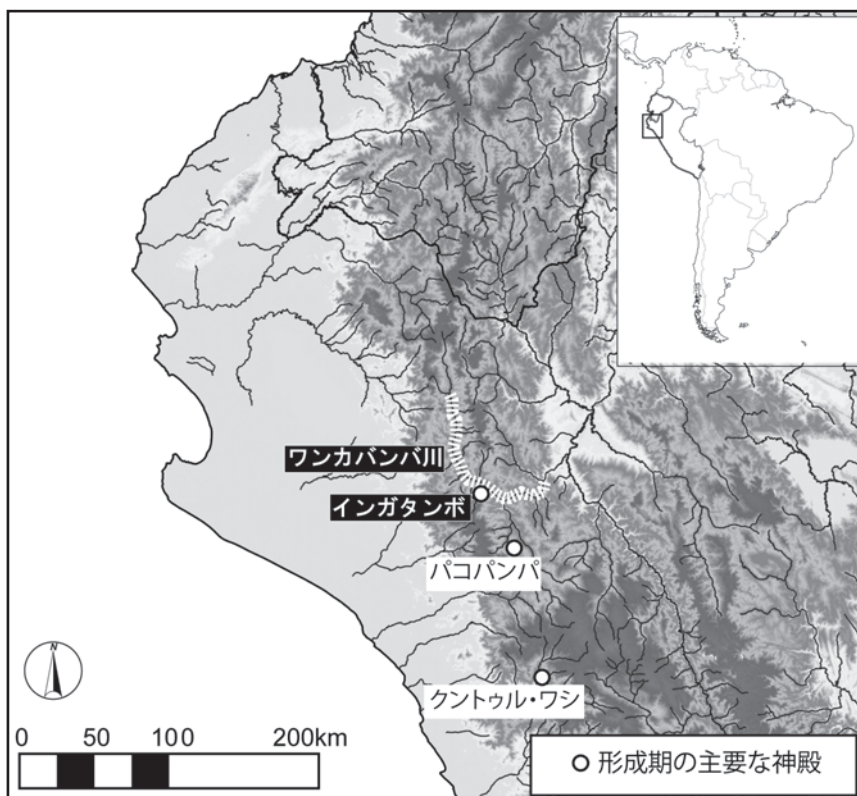 ワンカバンバ川
インガタンボ
パコパンパ
クントゥル・ワシ
N
0 50 100 200km
形成期の主要な神殿